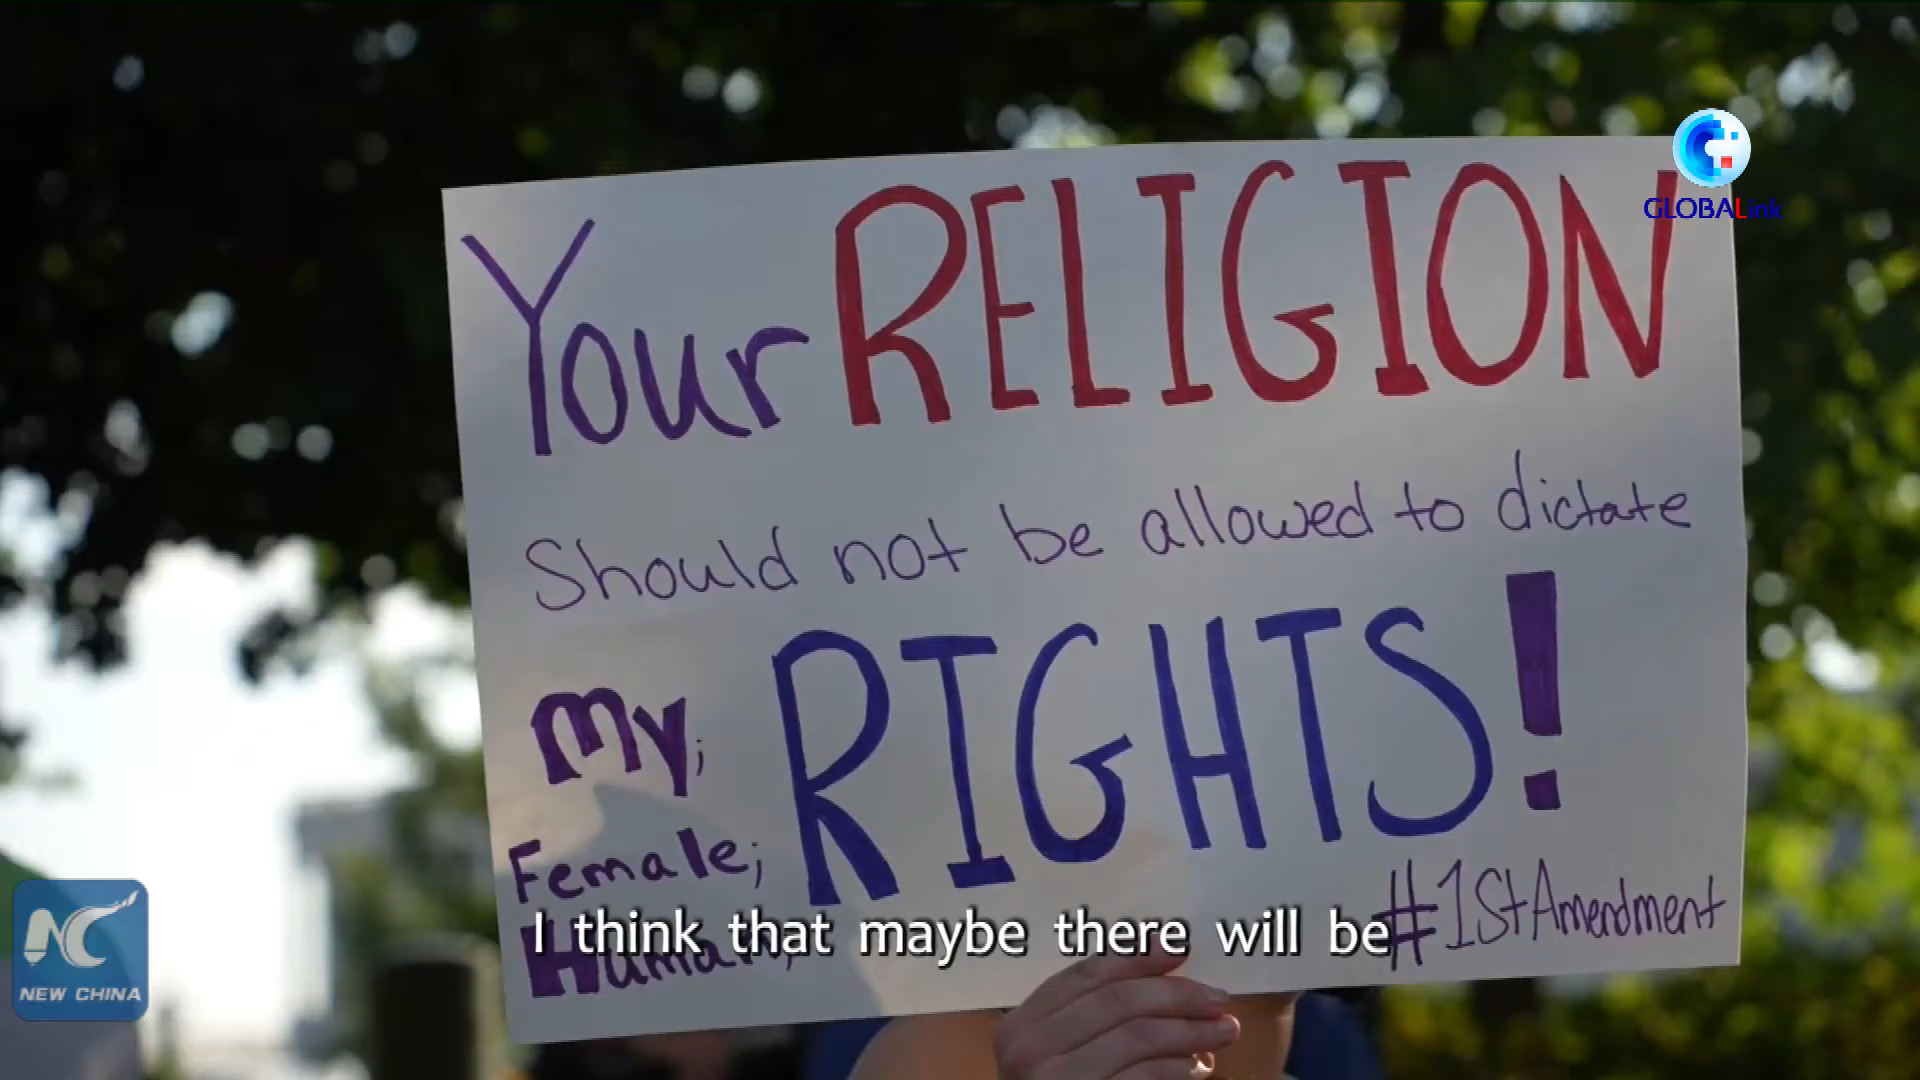 GLOBALink
Your RELIGION
Should not be allowed to dictate
My;
RIGHTS!
Female;
Human;
#1StAmendment
I think that maybe there will be
NEW CHINA